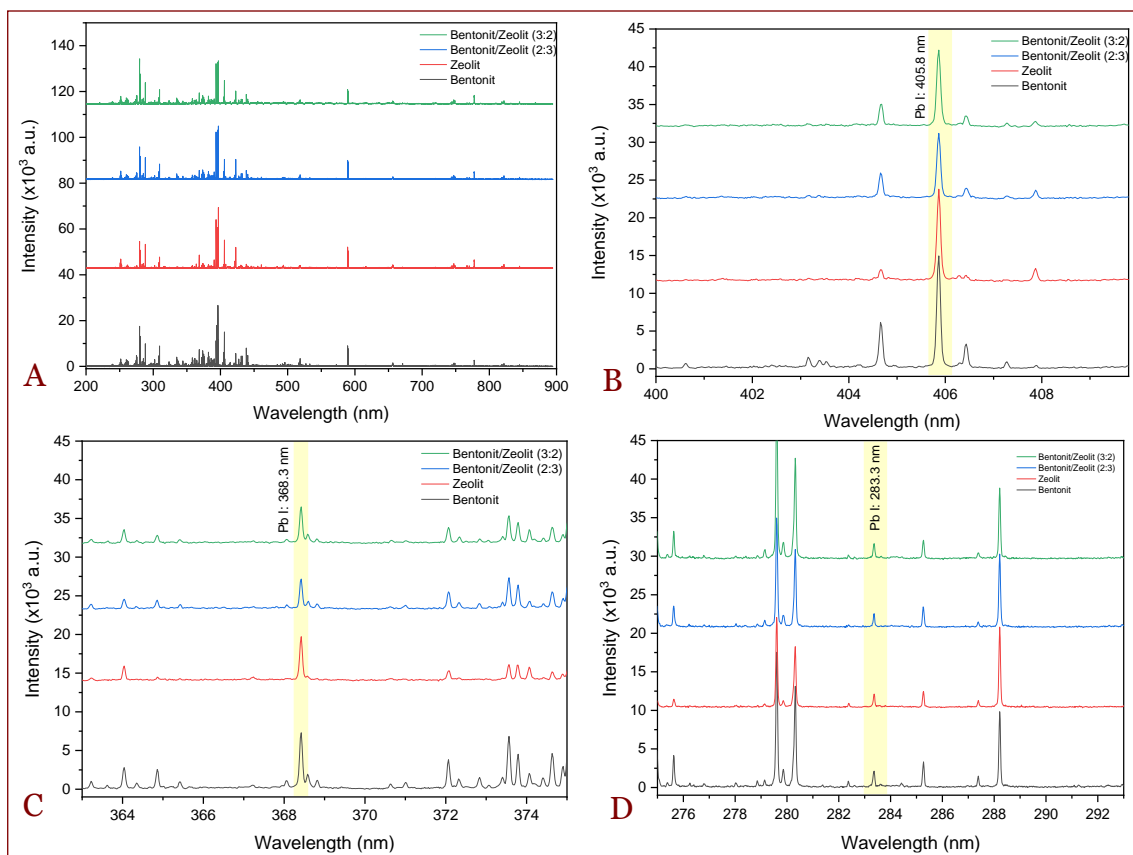 140
120
100
80
60
40
20
0
Intensity (x10³ a.u.)
Bentonit/Zeolit (3:2)
Bentonit/Zeolit (2:3)
Zeolit
Bentonit
A
200 300 400 500 600 700 800 900
Wavelength (nm)
45
40
35
30
25
20
15
10
5
0
Intensity (x10³ a.u.)
Pb I: 405.8 nm
Bentonit/Zeolit (3:2)
Bentonit/Zeolit (2:3)
Zeolit
Bentonit
B
400 402 404 406 408
Wavelength (nm)
45
40
35
30
25
20
15
10
5
0
Intensity (x10³ a.u.)
Pb I: 368.3 nm
Bentonit/Zeolit (3:2)
Bentonit/Zeolit (2:3)
Zeolit
Bentonit
C
364 366 368 370 372 374
Wavelength (nm)
45
40
35
30
25
20
15
10
5
0
Intensity (x10³ a.u.)
Pb I: 283.3 nm
Bentonit/Zeolit (3:2)
Bentonit/Zeolit (2:3)
Zeolit
Bentonit
D
276 278 280 282 284 286 288 290 292
Wavelength (nm)